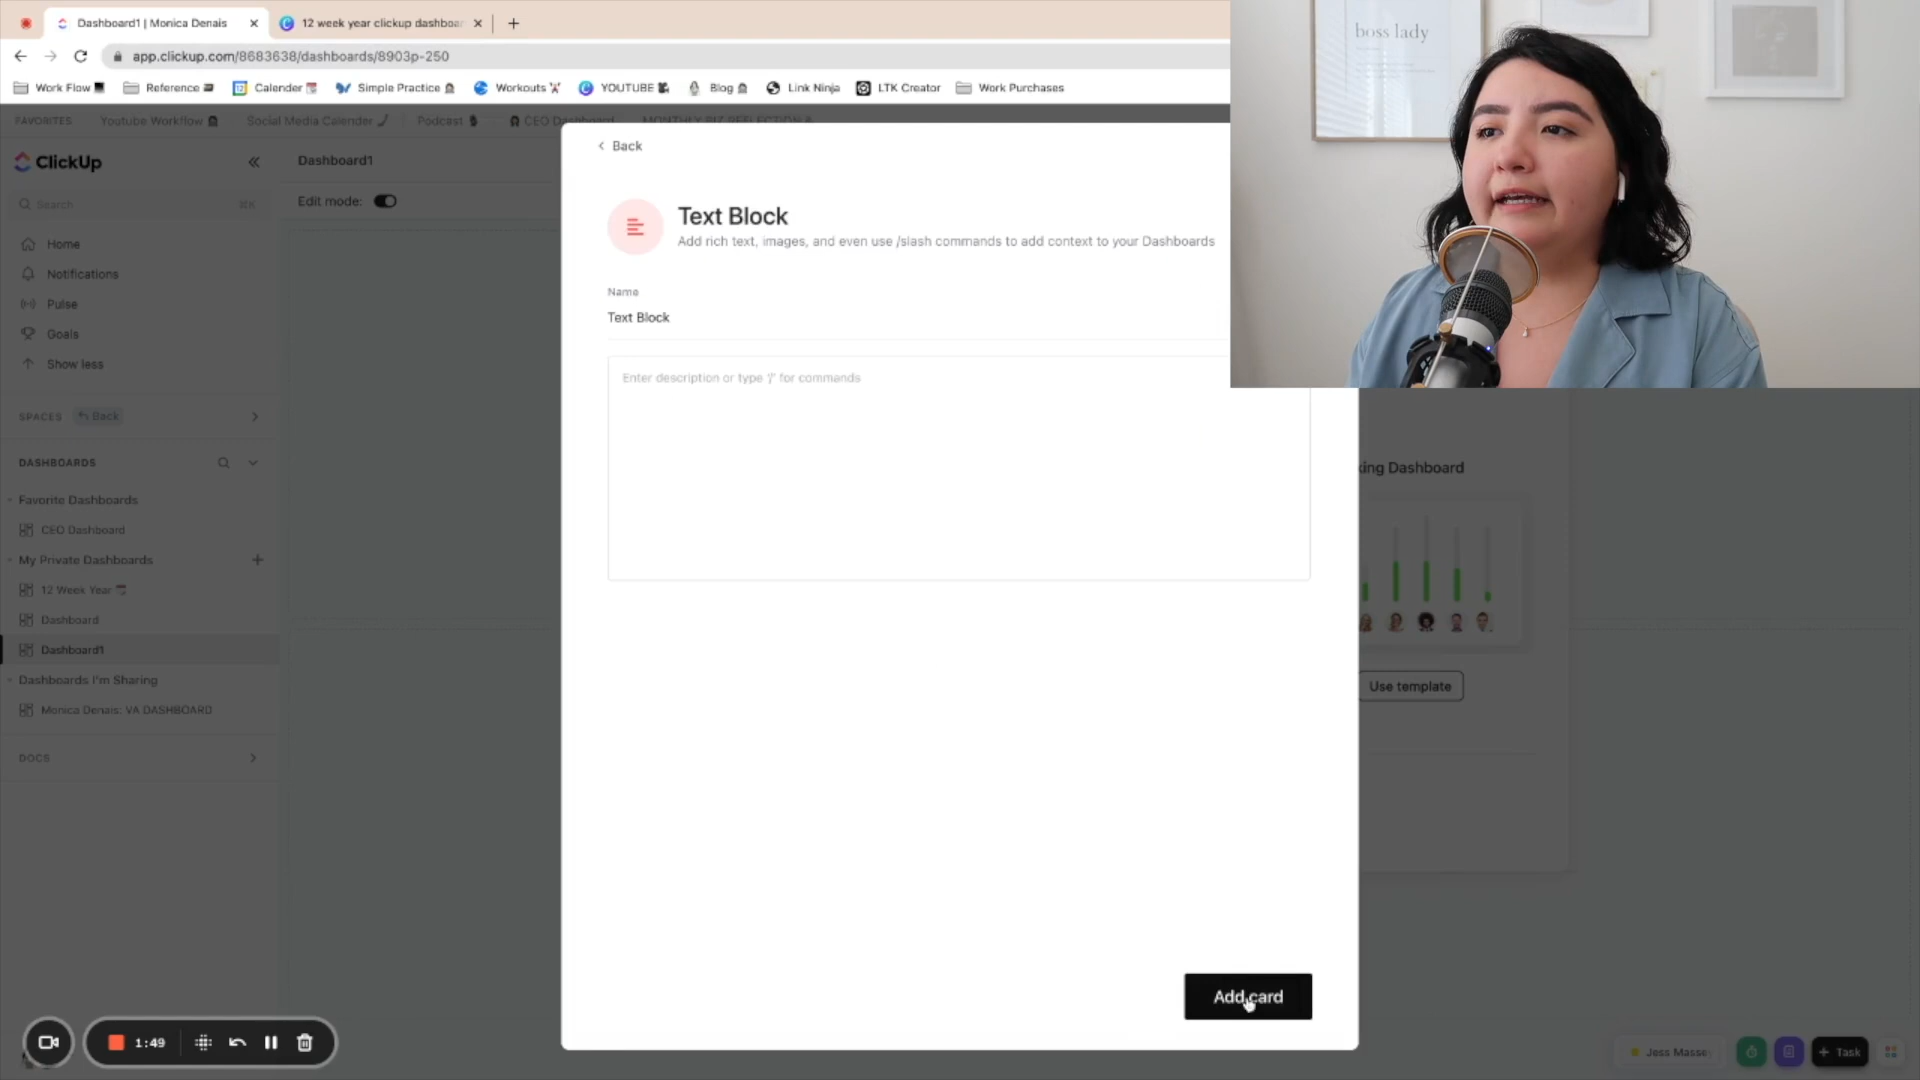 Dashboard1 | Monica Denais
12 week year clickup dashboa
app.clickup.com/8683638/dashboards/8903p-250
Work Flow
Reference
Calender
Simple Practice
Workouts
YOUTUBE
Blog
Link Ninja
LTK Creator
Work Purchases
FAVORITES
Youtube Workflow
Social Media Calender
Podcast
CEO Dashboard
MONTHLY BIZ REFLECTION &
ClickUp
Dashboard1
Search
⌘K
Edit mode:
Home
Notifications
Pulse
Goals
Show less
SPACES
Back
DASHBOARDS
Favorite Dashboards
CEO Dashboard
My Private Dashboards
12 Week Year
Dashboard
Dashboard1
Dashboards I'm Sharing
Monica Denais: VA DASHBOARD
DOCS
Back
Text Block
Add rich text, images, and even use /slash commands to add context to your Dashboards
Name
Text Block
Enter description or type '/' for commands
Add card
king Dashboard
Use template
boss lady
1:49
Jess Massey
Task